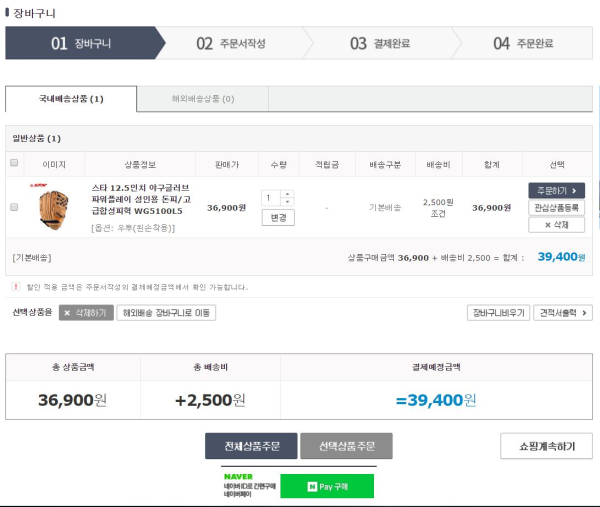 장바구니
01 장바구니
02 주문서작성
03 결제완료
04 주문완료
국내배송상품 (1)
해외배송상품 (0)
일반상품 (1)
이미지 상품정보 판매가 수량 적립금 배송구분 배송비 합계 선택
스타 12.5인치 야구글러브
파워플레이 성인용 돈피/고
급합성피혁 WG5100L5
[옵션: 우투(왼손착용)]
36,900원
1
변경
-
기본배송
2,500원
조건
36,900원
주문하기
관심상품등록
삭제
[기본배송]
상품구매금액 36,900 + 배송비 2,500 = 합계 : 39,400원
할인 적용 금액은 주문서작성의 결제예정금액에서 확인 가능합니다.
선택상품을 삭제하기 해외배송 장바구니로 이동 장바구니비우기 견적서출력
총 상품금액 총 배송비 결제예정금액
36,900원 +2,500원 =39,400원
전체상품주문 선택상품주문 쇼핑계속하기
NAVER
네이버ID로 간편구매
네이버페이
N Pay 구매